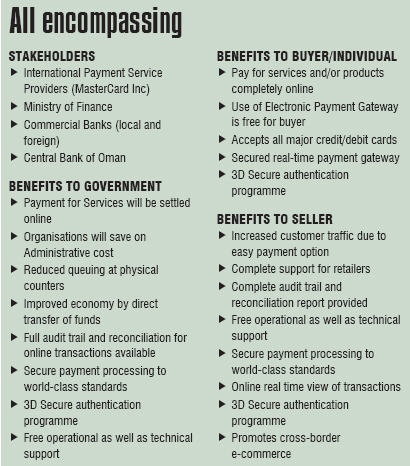 All encompassing
STAKEHOLDERS
► International Payment Service
Providers (MasterCard Inc)
► Ministry of Finance
► Commercial Banks (local and
foreign)
► Central Bank of Oman
BENEFITS TO GOVERNMENT
► Payment for Services will be settled
online
► Organisations will save on
Administrative cost
► Reduced queuing at physical
counters
► Improved economy by direct
transfer of funds
► Full audit trail and reconciliation for
online transactions available
► Secure payment processing to
world-class standards
► 3D Secure authentication
programme
► Free operational as well as technical
support
BENEFITS TO BUYER/INDIVIDUAL
► Pay for services and/or products
completely online
► Use of Electronic Payment Gateway
is free for buyer
► Accepts all major credit/debit cards
► Secured real-time payment gateway
► 3D Secure authentication
programme
BENEFITS TO SELLER
► Increased customer traffic due to
easy payment option
► Complete support for retailers
► Complete audit trail and
reconciliation report provided
► Free operational as well as technical
support
► Secure payment processing to
world-class standards
► Online real time view of transactions
► 3D Secure authentication
programme
► Promotes cross-border
e-commerce